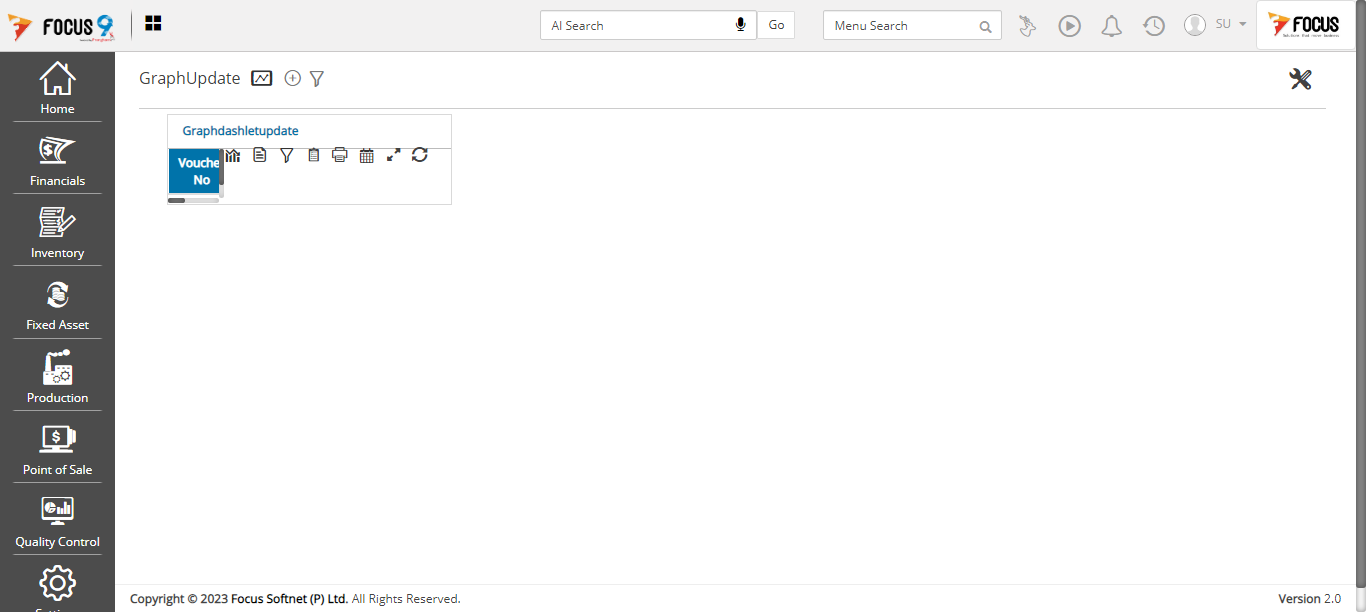 FOCUS 9
AI Search
Go
Menu Search
SU
FOCUS
GraphUpdate
Graphdashletupdate
Vouche
No
Home
Financials
Inventory
Fixed Asset
Production
Point of Sale
Quality Control
Copyright © 2023 Focus Softnet (P) Ltd. All Rights Reserved.
Version 2.0